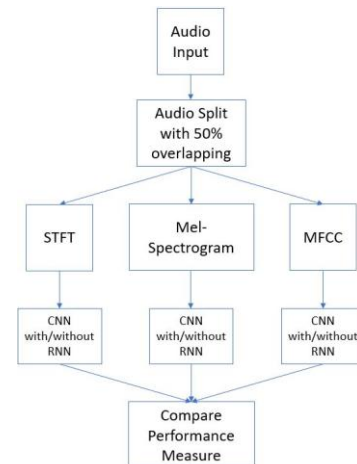 Audio
Input
Audio Split
with 50%
overlapping
STFT
Mel-
Spectrogram
MFCC
CNN
with/without
RNN
CNN
with/without
RNN
CNN
with/without
RNN
Compare
Performance
Measure